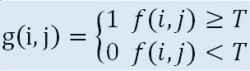 g(i, j) = {1 f(i, j) ≥ T
0 f(i, j) < T